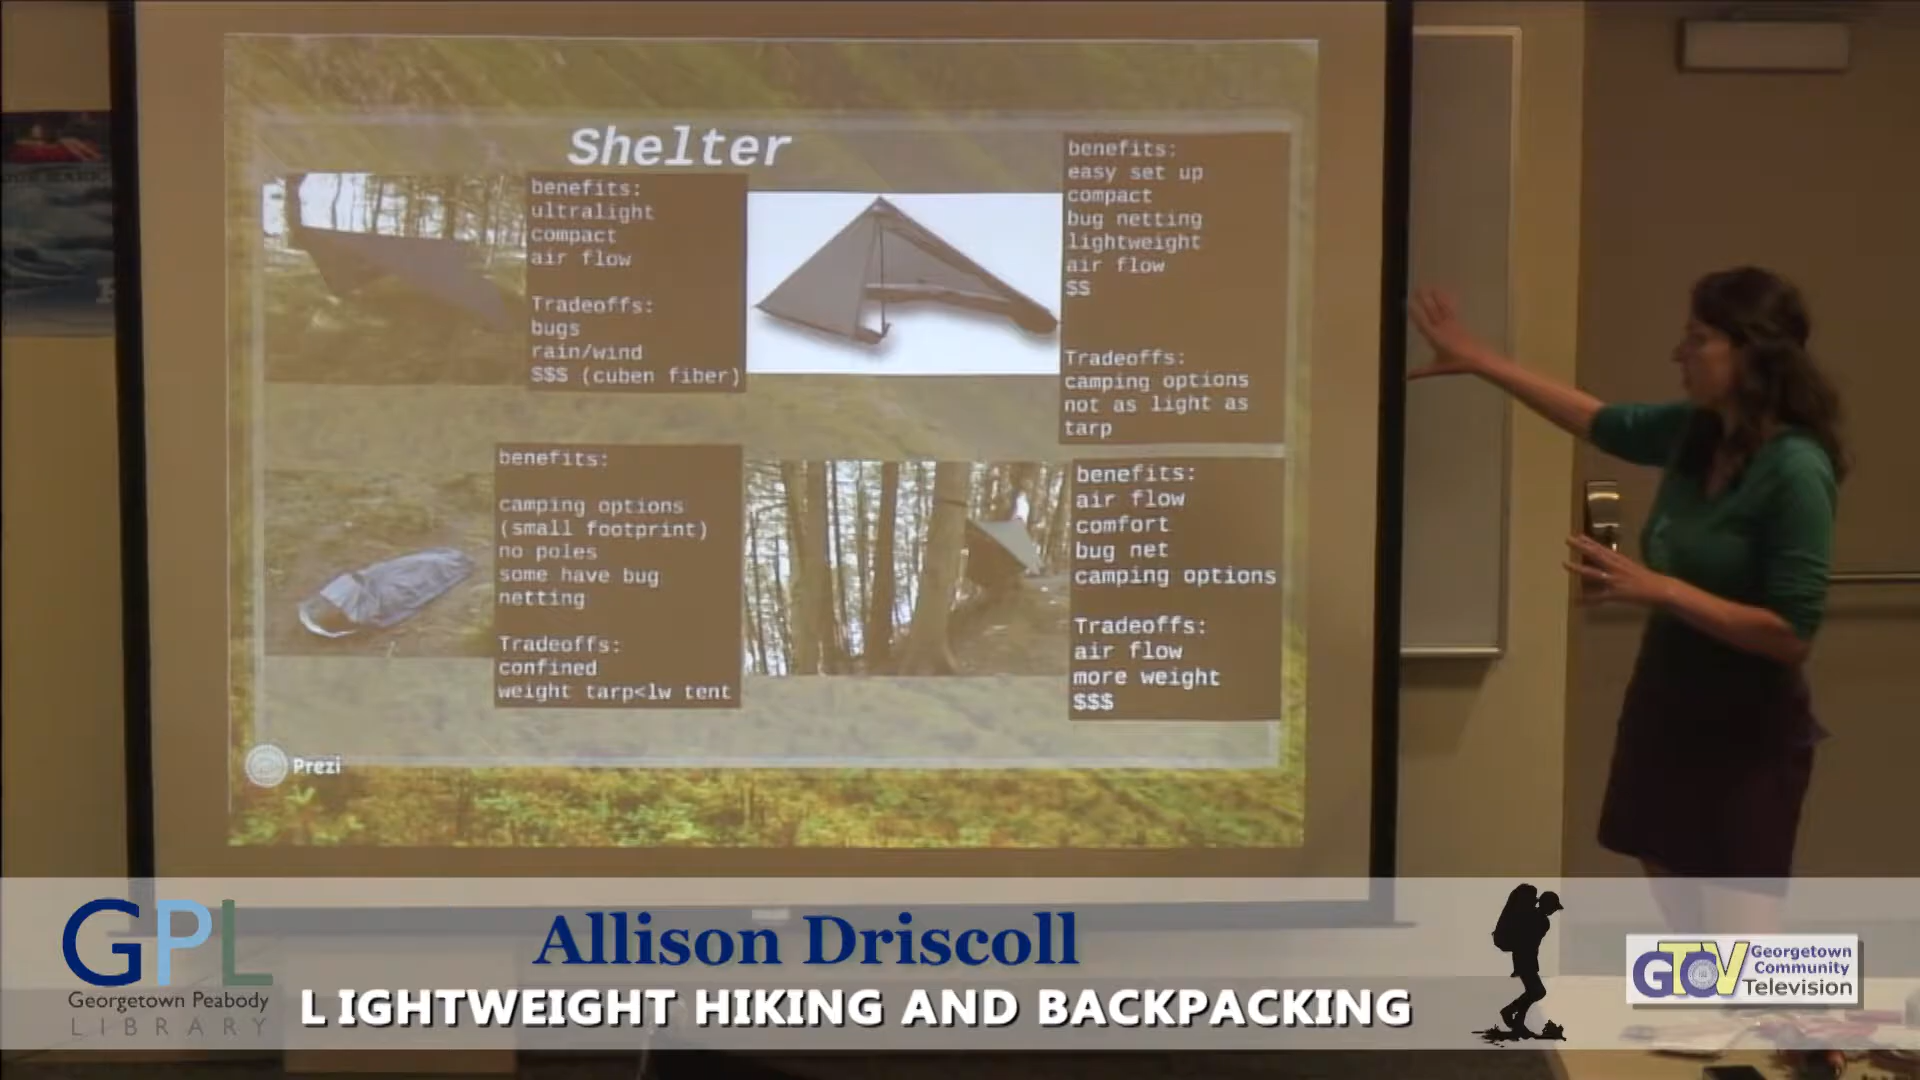 Shelter
benefits:
ultralight
compact
air flow
Tradeoffs:
bugs
rain/wind
$$$ (cuben fiber)
benefits:
easy set up
compact
bug netting
lightweight
air flow
$$
Tradeoffs:
camping options
not as light as
tarp
benefits:
camping options
(small footprint)
no poles
some have bug
netting
Tradeoffs:
confined
weight tarp<lw tent
benefits:
air flow
comfort
bug net
camping options
Tradeoffs:
air flow
more weight
$$$
Prezi
GPL
Georgetown Peabody
LIBRARY
Allison Driscoll
LIGHTWEIGHT HIKING AND BACKPACKING
GCTV
Georgetown
Community
Television